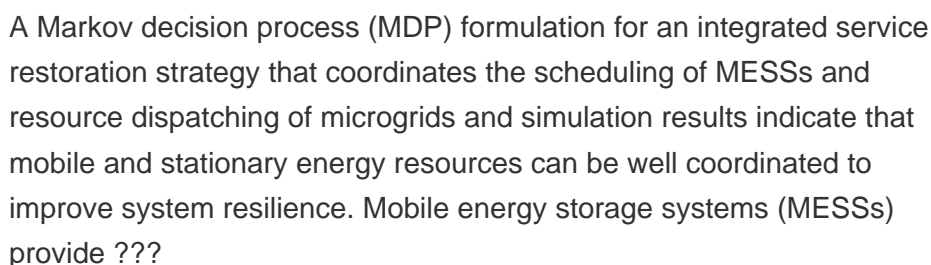 A Markov decision process (MDP) formulation for an integrated service
restoration strategy that coordinates the scheduling of MESSs and
resource dispatching of microgrids and simulation results indicate that
mobile and stationary energy resources can be well coordinated to
improve system resilience. Mobile energy storage systems (MESSs)
provide ???